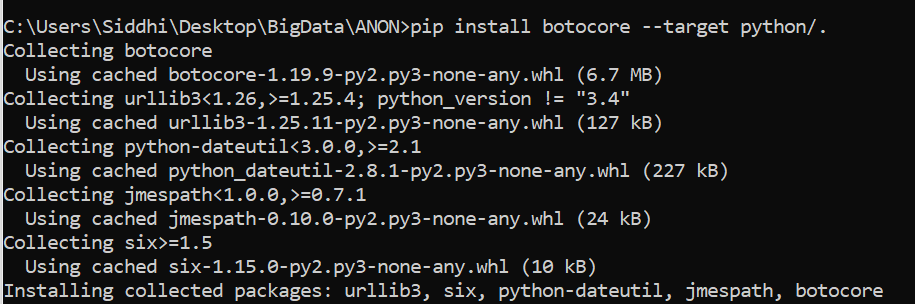 C:\Users\Siddhi\Desktop\BigData\ANON>pip install botocore --target python/.
Collecting botocore
  Using cached botocore-1.19.9-py2.py3-none-any.whl (6.7 MB)
Collecting urllib3<1.26,>=1.25.4; python_version != "3.4"
  Using cached urllib3-1.25.11-py2.py3-none-any.whl (127 kB)
Collecting python-dateutil<3.0.0,>=2.1
  Using cached python_dateutil-2.8.1-py2.py3-none-any.whl (227 kB)
Collecting jmespath<1.0.0,>=0.7.1
  Using cached jmespath-0.10.0-py2.py3-none-any.whl (24 kB)
Collecting six>=1.5
  Using cached six-1.15.0-py2.py3-none-any.whl (10 kB)
Installing collected packages: urllib3, six, python-dateutil, jmespath, botocore